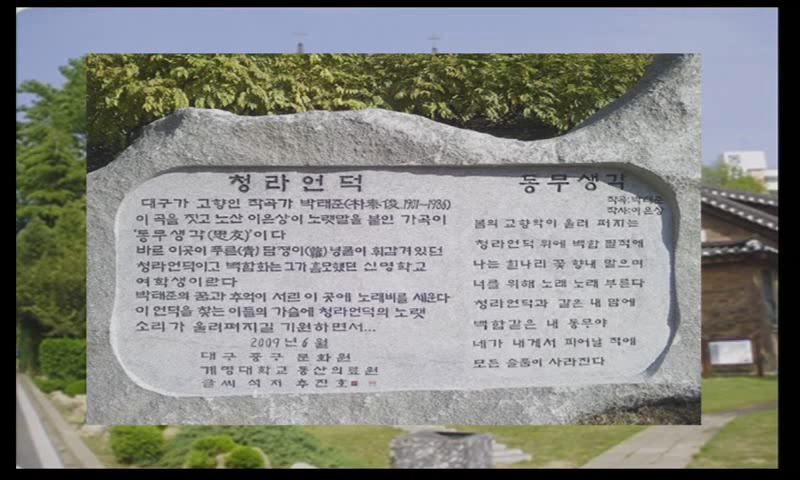 청라언덕
대구가 고향인 작곡가 박태준(朴泰俊, 1901-1986)
이 곡을 짓고 노산 이은상이 노랫말을 붙인 가곡이
'동무생각(思友)'이다
바로 이곳이 푸른(靑) 담쟁이(蘿) 넝쿨이 휘감겨있던
청라언덕이고 백합화는 그가 흠모했던 신명학교
여학생이란다
박태준의 꿈과 추억이 서린 이 곳에 노래비를 세운다
이 언덕을 찾는 이들의 가슴에 청라언덕의 노랫
소리가 울려퍼지길 기원하면서...
2009년 6월
대구 중구 문화원
계명대학교 동산의료원
글씨 석저 추진호
동무생각
작곡: 박태준
작사: 이은상
봄의 교향악이 울려 퍼지는
청라언덕 위에 백합 필적에
나는 흰나리 꽃 향내 맡으며
너를 위해 노래 노래 부른다
청라언덕과 같은 내 맘에
백합같은 내 동무야
네가 내게서 피어날 적에
모든 슬픔이 사라진다